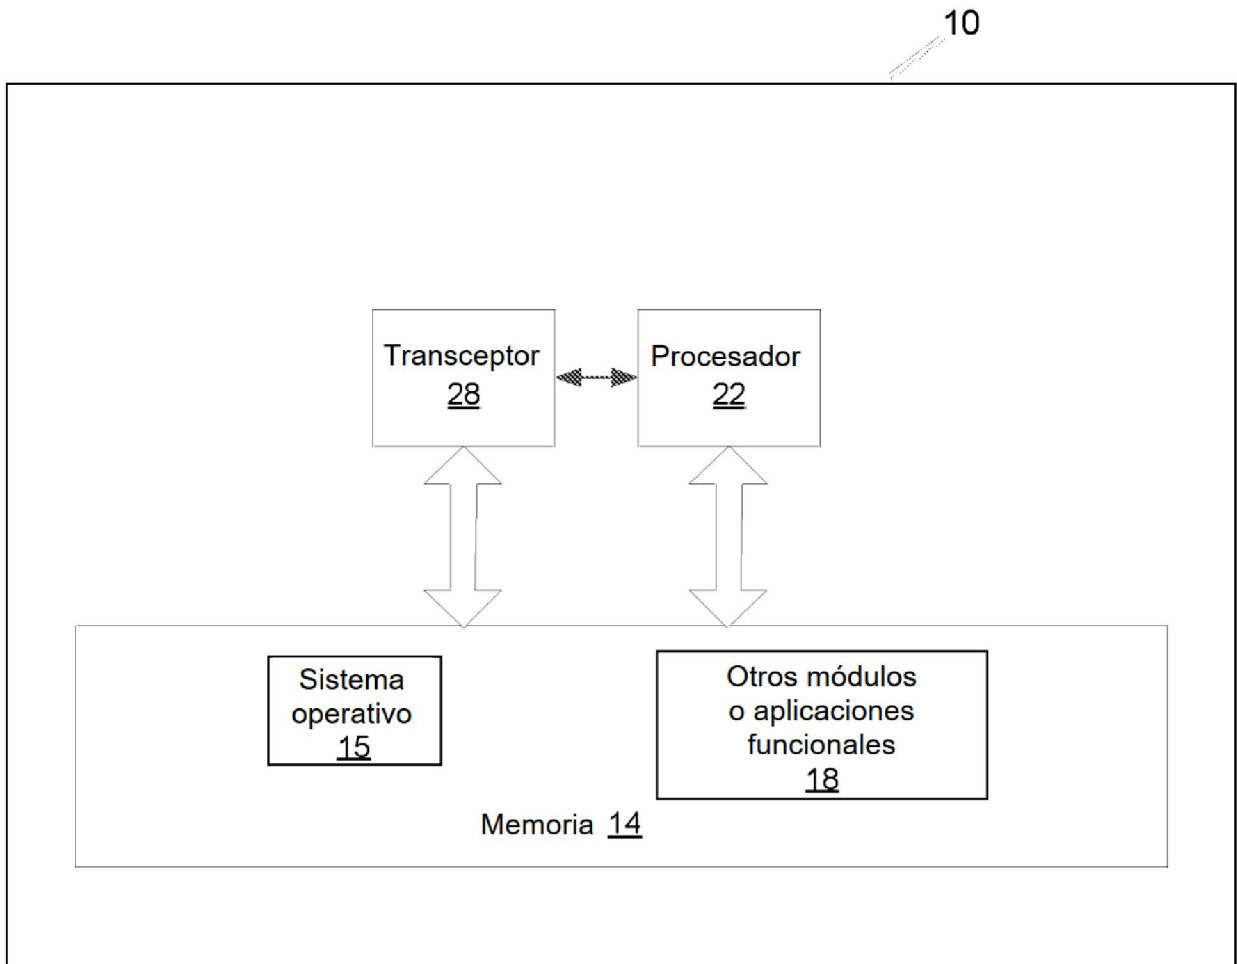 10
Transceptor
28
Procesador
22
Sistema
operativo
15
Otros módulos
o aplicaciones
funcionales
18
Memoria 14